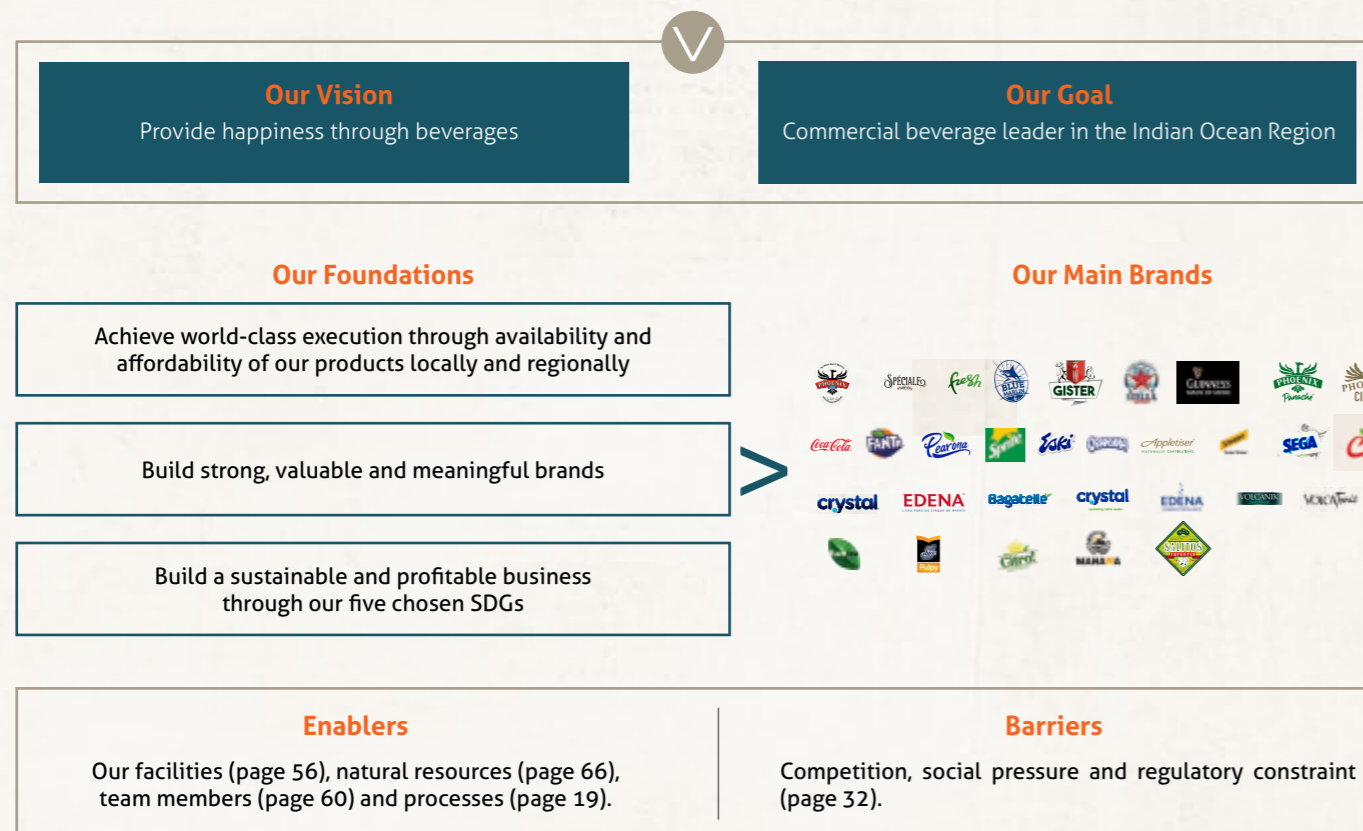 V
Our Vision
Provide happiness through beverages
Our Goal
Commercial beverage leader in the Indian Ocean Region
Our Foundations
Achieve world-class execution through availability and
affordability of our products locally and regionally
Build strong, valuable and meaningful brands
Build a sustainable and profitable business
through our five chosen SDGs
>
Our Main Brands
PHOENIX
fresh
BLUE
GISTER
GUINNESS
PHOENIX
Panaché
Coca-Cola
FANTA
Pearona
Sprite
Eski
Appletiser
SEGA
crystal
EDENA
Bagatelle
crystal
EDENA
VOLCANIK
Pulpy
Enablers
Our facilities (page 56), natural resources (page 66),
team members (page 60) and processes (page 19).
Barriers
Competition, social pressure and regulatory constraint
(page 32).